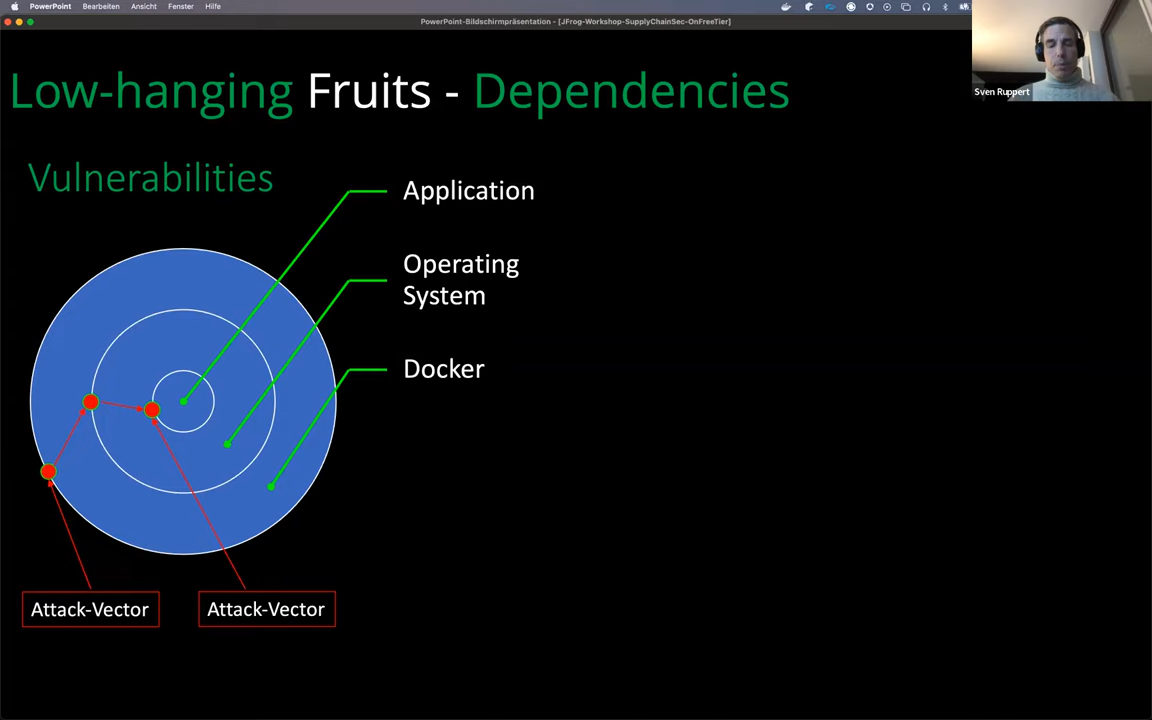 PowerPoint Bearbeiten Ansicht Fenster Hilfe
PowerPoint-Bildschirmpräsentation - [JFrog-Workshop-SupplyChainSec-OnFreeTier]
Sven Ruppert
Low-hanging Fruits - Dependencies
Vulnerabilities
Application
Operating
System
Docker
Attack-Vector
Attack-Vector